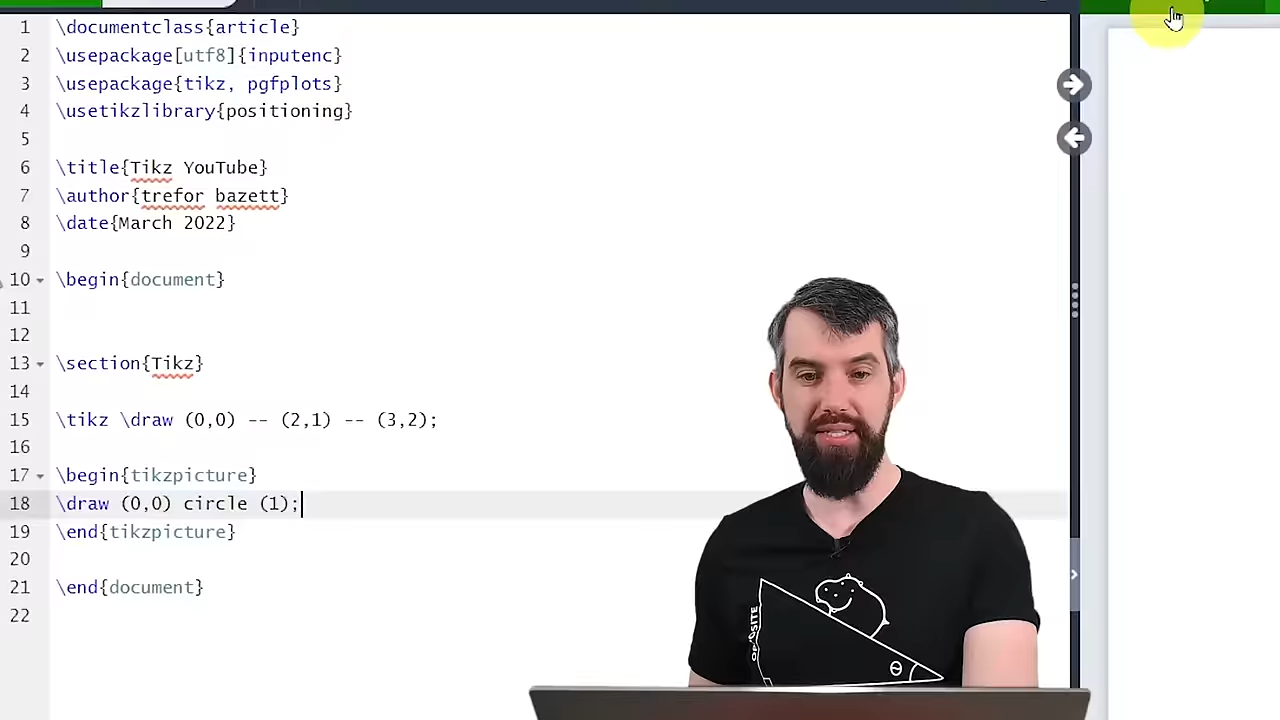 1 \documentclass{article}
2 \usepackage[utf8]{inputenc}
3 \usepackage{tikz, pgfplots}
4 \usetikzlibrary{positioning}
5
6 \title{Tikz YouTube}
7 \author{trefor bazett}
8 \date{March 2022}
9
10 \begin{document}
11
12
13 \section{Tikz}
14
15 \tikz \draw (0,0) -- (2,1) -- (3,2);
16
17 \begin{tikzpicture}
18 \draw (0,0) circle (1);
19 \end{tikzpicture}
20
21 \end{document}
22
OPPOSITE
θ